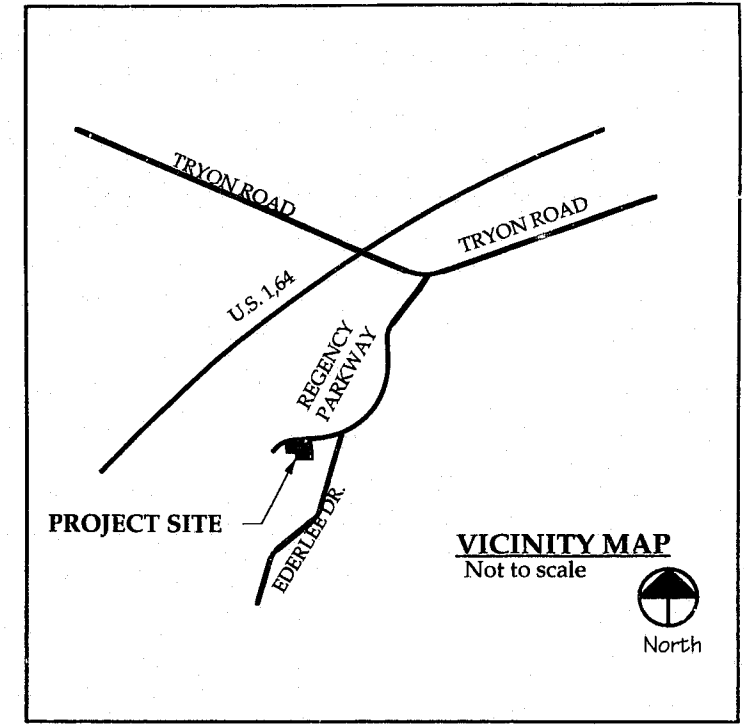 TRYON ROAD
TRYON ROAD
U.S. 1,64
REGENCY
PARKWAY
PROJECT SITE
EDERLEE DR.
VICINITY MAP
Not to scale
North